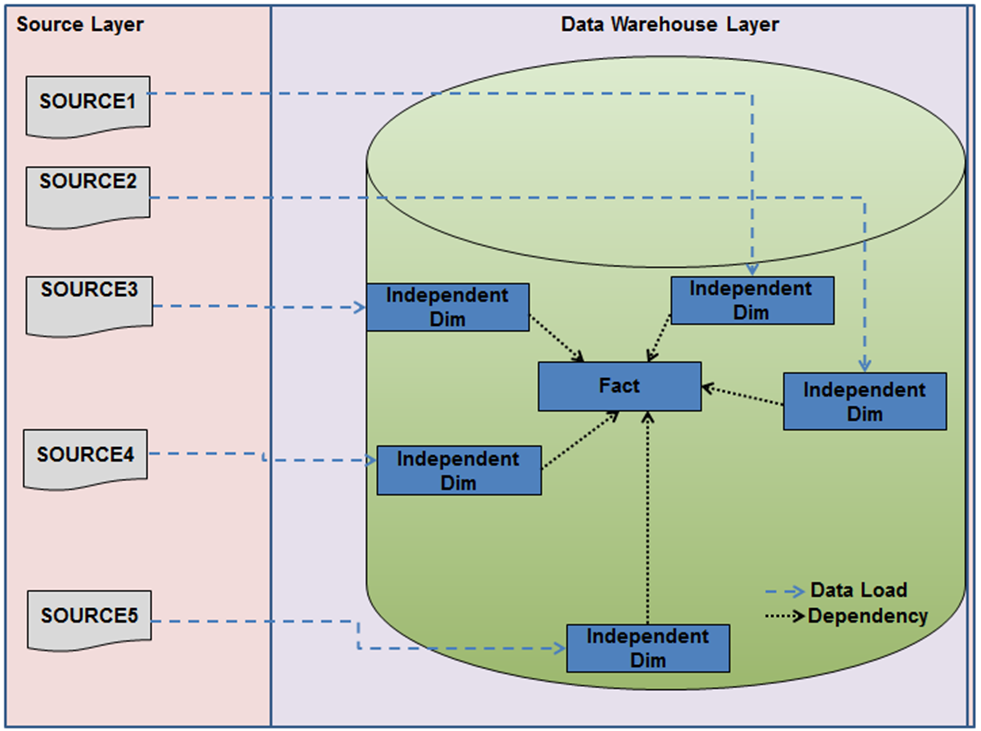 Source Layer
Data Warehouse Layer
SOURCE1
SOURCE2
SOURCE3
Independent
Dim
Independent
Dim
Fact
Independent
Dim
SOURCE4
Independent
Dim
SOURCE5
Independent
Dim
Data Load
Dependency